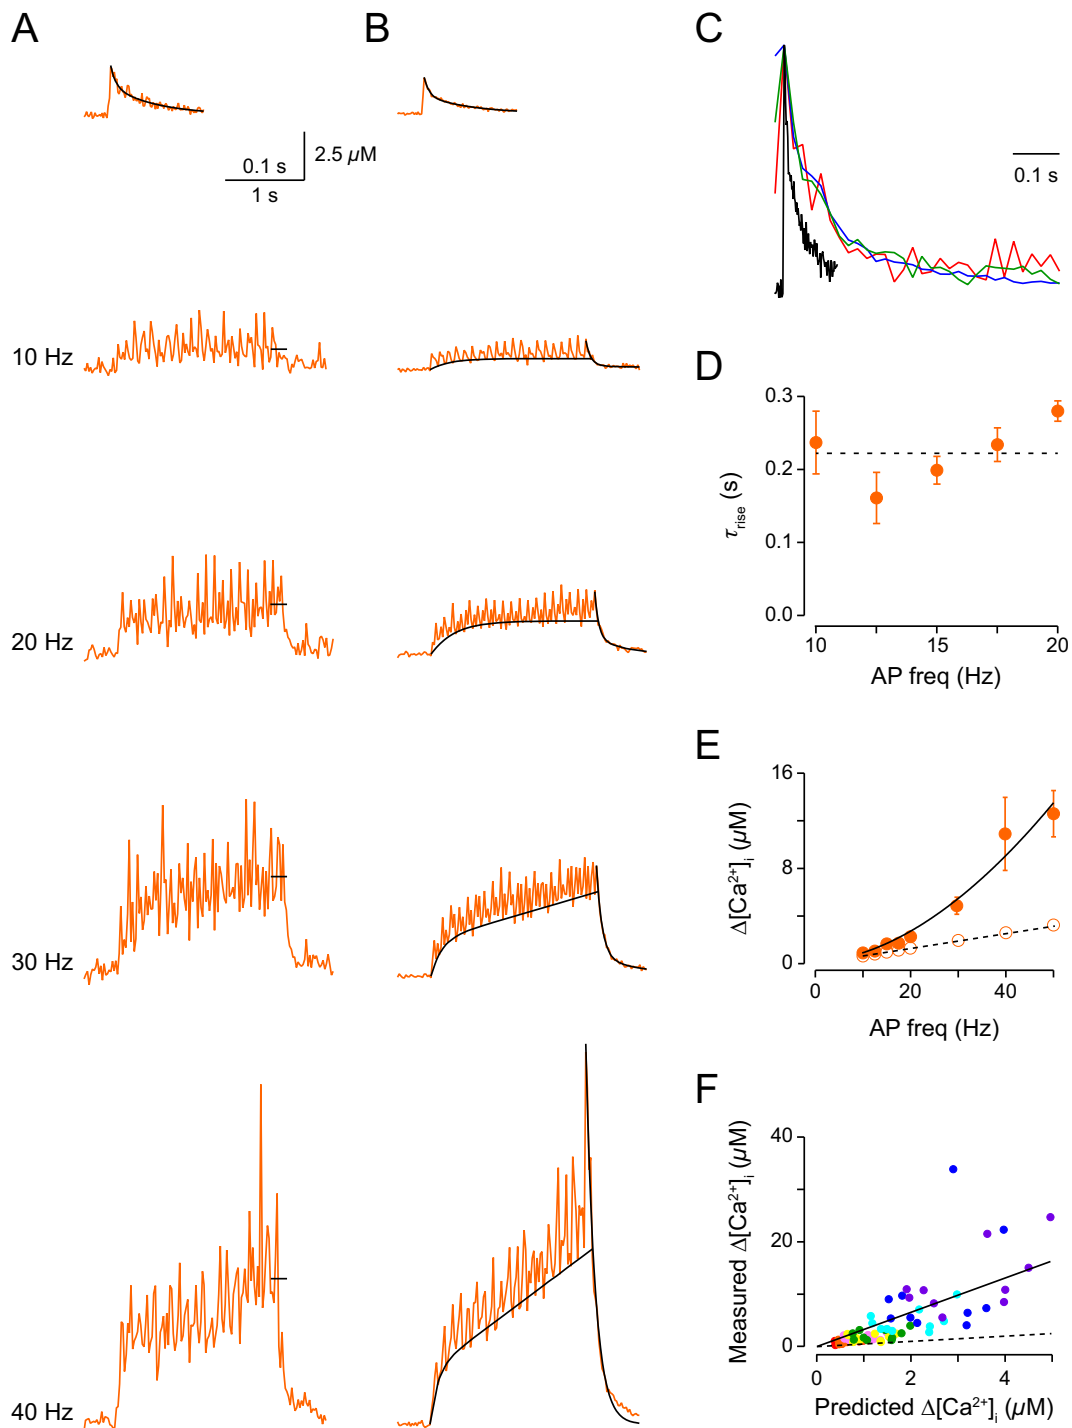 A
B
C
0.1 s
2.5 µM
1 s
0.1 s
10 Hz
D
0.3
0.2
0.1
0.0
τrise (s)
10
15
20
AP freq (Hz)
20 Hz
E
16
8
0
Δ[Ca2+]i (µM)
0
20
40
AP freq (Hz)
30 Hz
F
40
20
0
Measured Δ[Ca2+]i (µM)
0
2
4
Predicted Δ[Ca2+]i (µM)
40 Hz